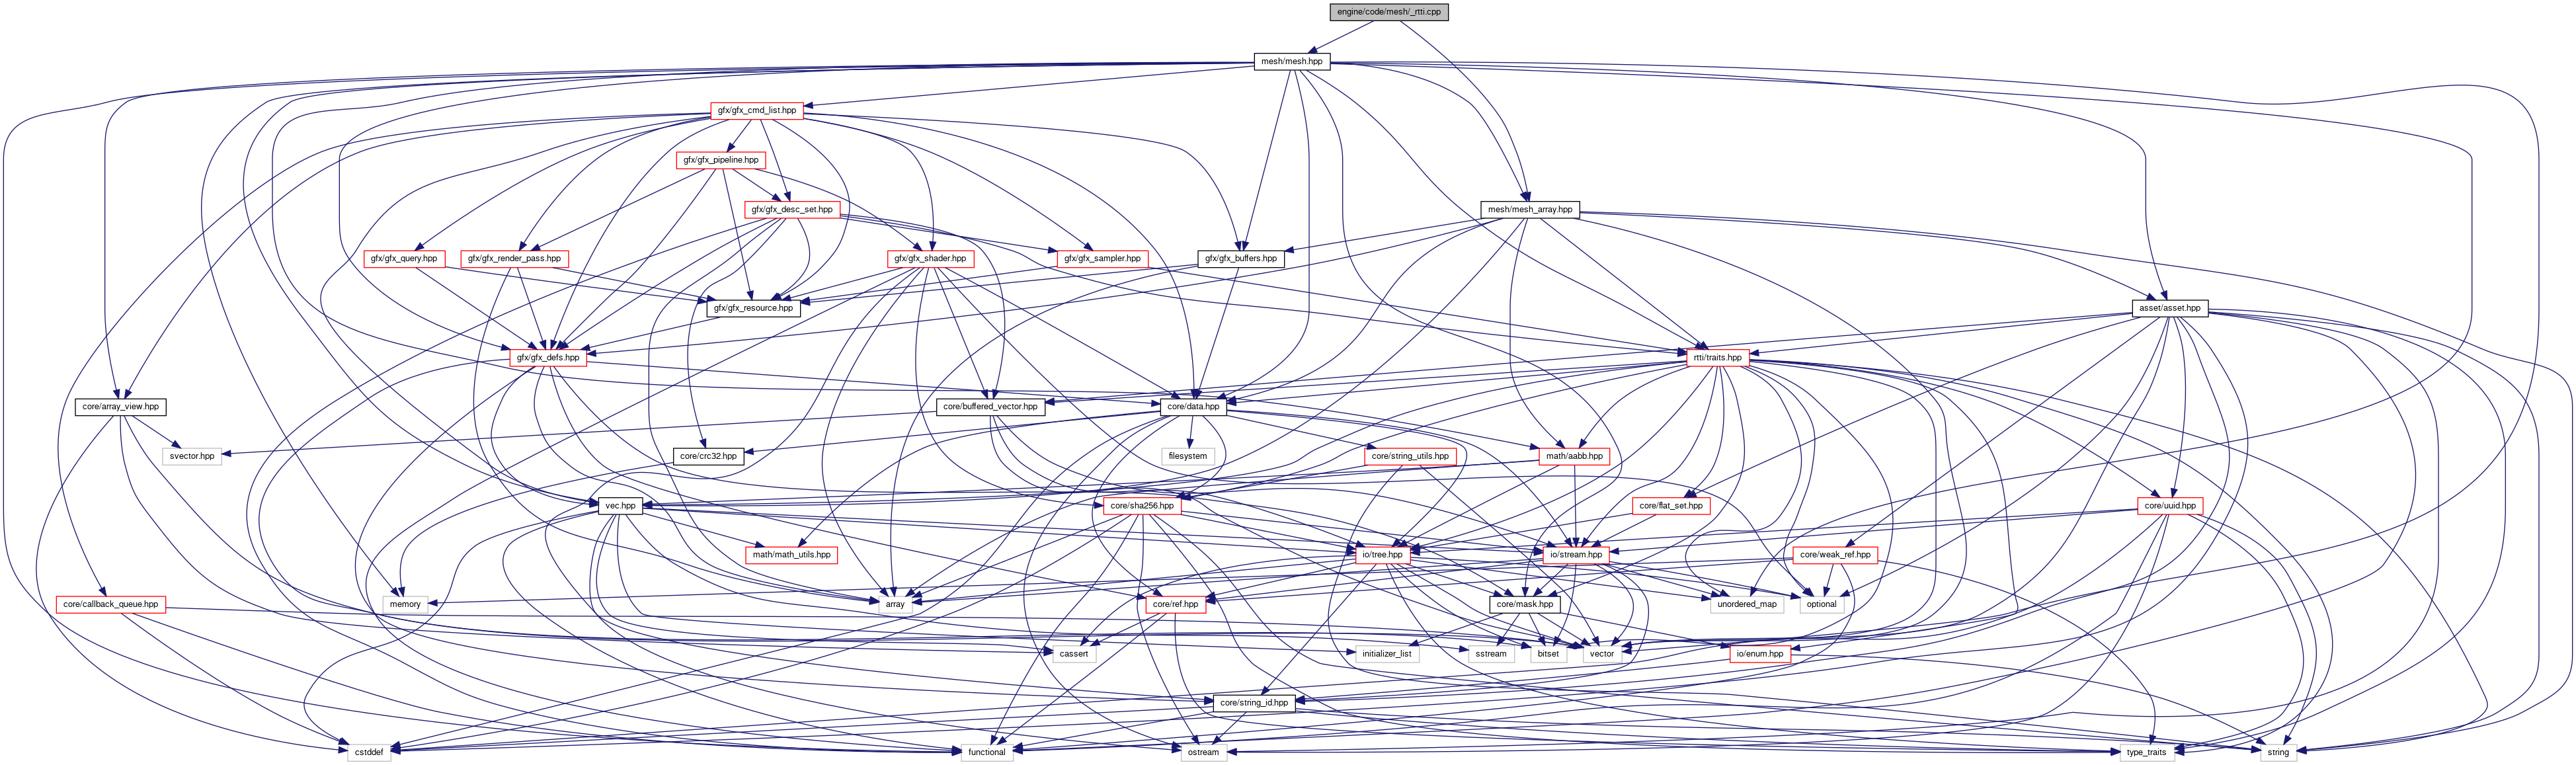 engine/code/mesh/_rtti.cpp
mesh/mesh.hpp
gfx/gfx_cmd_list.hpp
gfx/gfx_pipeline.hpp
gfx/gfx_desc_set.hpp
mesh/mesh_array.hpp
gfx/gfx_query.hpp
gfx/gfx_render_pass.hpp
gfx/gfx_shader.hpp
gfx/gfx_sampler.hpp
gfx/gfx_buffers.hpp
gfx/gfx_resource.hpp
asset/asset.hpp
gfx/gfx_defs.hpp
rtti/traits.hpp
core/array_view.hpp
core/buffered_vector.hpp
core/data.hpp
svector.hpp
core/crc32.hpp
filesystem
core/string_utils.hpp
math/aabb.hpp
vec.hpp
core/sha256.hpp
core/flat_set.hpp
core/uuid.hpp
math/math_utils.hpp
io/tree.hpp
io/stream.hpp
core/weak_ref.hpp
core/callback_queue.hpp
memory
array
core/ref.hpp
core/mask.hpp
unordered_map
optional
cassert
initializer_list
sstream
bitset
vector
io/enum.hpp
core/string_id.hpp
cstddef
functional
ostream
type_traits
string